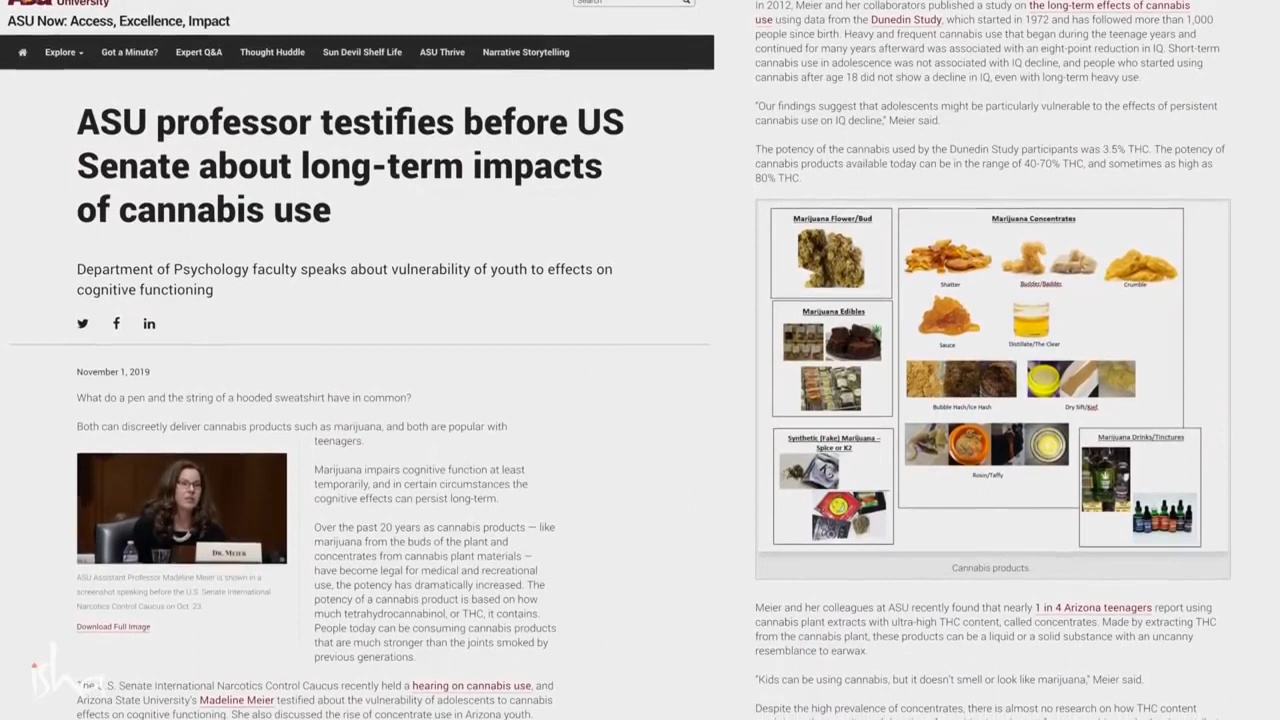 University
ASU Now: Access, Excellence, Impact
Search
Explore
Got a Minute?
Expert Q&A
Thought Huddle
Sun Devil Shelf Life
ASU Thrive
Narrative Storytelling
ASU professor testifies before US
Senate about long-term impacts
of cannabis use
Department of Psychology faculty speaks about vulnerability of youth to effects on
cognitive functioning
November 1, 2019
What do a pen and the string of a hooded sweatshirt have in common?
Both can discreetly deliver cannabis products such as marijuana, and both are popular with
teenagers.
DR. MEIER
ASU Assistant Professor Madeline Meier is shown in a
screenshot speaking before the U.S. Senate International
Narcotics Control Caucus on Oct. 23.
Download Full Image
Marijuana impairs cognitive function at least
temporarily, and in certain circumstances the
cognitive effects can persist long-term.
Over the past 20 years as cannabis products — like
marijuana from the buds of the plant and
concentrates from cannabis plant materials —
have become legal for medical and recreational
use, the potency has dramatically increased. The
potency of a cannabis product is based on how
much tetrahydrocannabinol, or THC, it contains.
People today can be consuming cannabis products
that are much stronger than the joints smoked by
previous generations.
isha
The U.S. Senate International Narcotics Control Caucus recently held a hearing on cannabis use, and
Arizona State University's Madeline Meier testified about the vulnerability of adolescents to cannabis
effects on cognitive functioning. She also discussed the rise of concentrate use in Arizona youth.
In 2012, Meier and her collaborators published a study on the long-term effects of cannabis
use using data from the Dunedin Study, which started in 1972 and has followed more than 1,000
people since birth. Heavy and frequent cannabis use that began during the teenage years and
continued for many years afterward was associated with an eight-point reduction in IQ. Short-term
cannabis use in adolescence was not associated with IQ decline, and people who started using
cannabis after age 18 did not show a decline in IQ, even with long-term heavy use.
“Our findings suggest that adolescents might be particularly vulnerable to the effects of persistent
cannabis use on IQ decline,” Meier said.
The potency of the cannabis used by the Dunedin Study participants was 3.5% THC. The potency of
cannabis products available today can be in the range of 40-70% THC, and sometimes as high as
80% THC.
Marijuana Flower/Bud
Marijuana Concentrates
Shatter
Budder/Badder
Crumble
Marijuana Edibles
Sauce
Distillate/The Clear
Bubble Hash/Ice Hash
Dry Sift/Kief
Synthetic (Fake) Marijuana –
Spice or K2
Rosin/Taffy
Marijuana Drinks/Tinctures
Cannabis products.
Meier and her colleagues at ASU recently found that nearly 1 in 4 Arizona teenagers report using
cannabis plant extracts with ultra-high THC content, called concentrates. Made by extracting THC
from the cannabis plant, these products can be a liquid or a solid substance with an uncanny
resemblance to earwax.
“Kids can be using cannabis, but it doesn't smell or look like marijuana,” Meier said.
Despite the high prevalence of concentrates, there is almost no research on how THC content